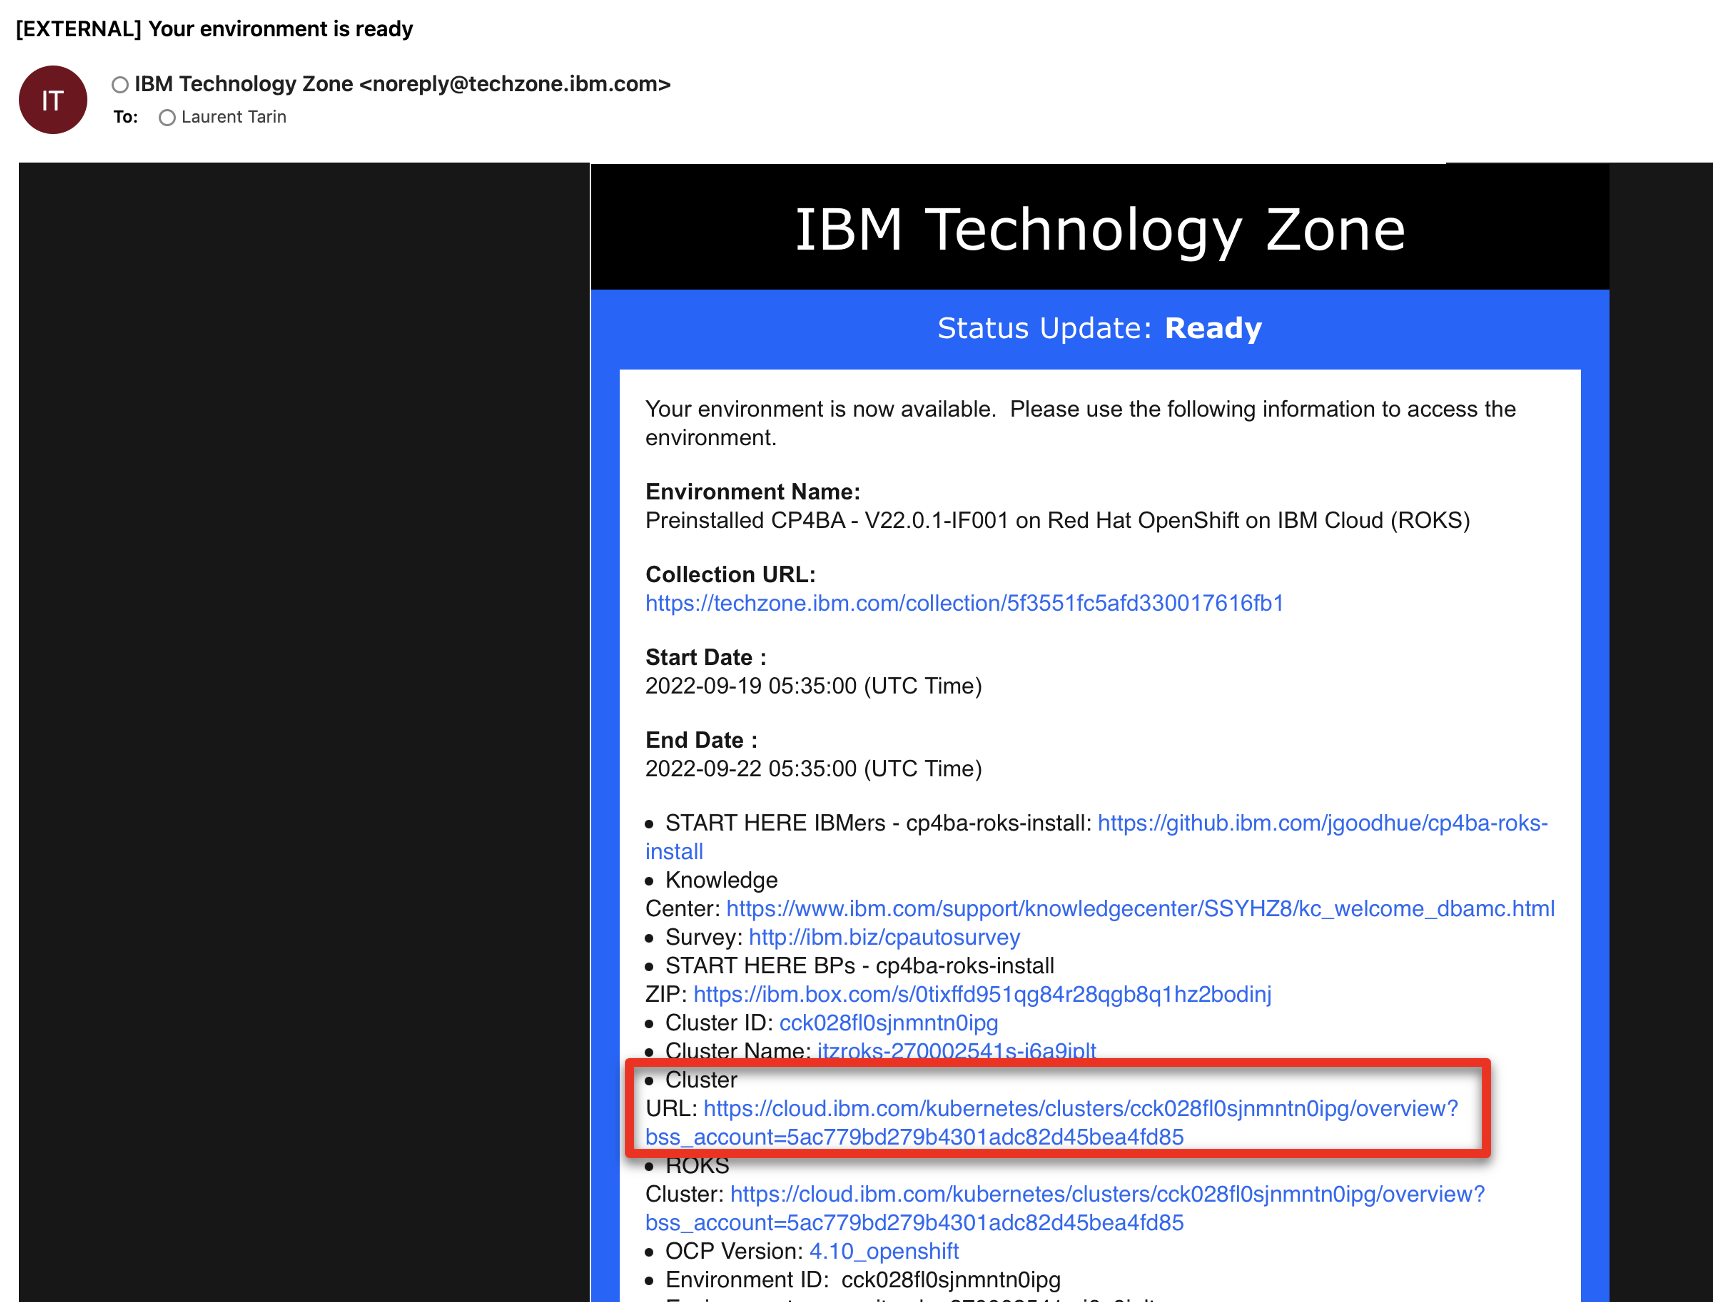 [EXTERNAL] Your environment is ready
IT
IBM Technology Zone <noreply@techzone.ibm.com>
To: Laurent Tarin
IBM Technology Zone
Status Update: Ready
Your environment is now available.  Please use the following information to access the
environment.
Environment Name:
Preinstalled CP4BA - V22.0.1-IF001 on Red Hat OpenShift on IBM Cloud (ROKS)
Collection URL:
https://techzone.ibm.com/collection/5f3551fc5afd330017616fb1
Start Date :
2022-09-19 05:35:00 (UTC Time)
End Date :
2022-09-22 05:35:00 (UTC Time)
• START HERE IBMers - cp4ba-roks-install: https://github.ibm.com/jgoodhue/cp4ba-roks-
install
• Knowledge
Center: https://www.ibm.com/support/knowledgecenter/SSYHZ8/kc_welcome_dbamc.html
• Survey: http://ibm.biz/cpautosurvey
• START HERE BPs - cp4ba-roks-install
ZIP: https://ibm.box.com/s/0tixffd951qg84r28qgb8q1hz2bodinj
• Cluster ID: cck028fl0sjnmntn0ipg
• Cluster Name: itzroks-270002541s-i6a9iplt
• Cluster
URL: https://cloud.ibm.com/kubernetes/clusters/cck028fl0sjnmntn0ipg/overview?
bss_account=5ac779bd279b4301adc82d45bea4fd85
• ROKS
Cluster: https://cloud.ibm.com/kubernetes/clusters/cck028fl0sjnmntn0ipg/overview?
bss_account=5ac779bd279b4301adc82d45bea4fd85
• OCP Version: 4.10_openshift
• Environment ID:  cck028fl0sjnmntn0ipg